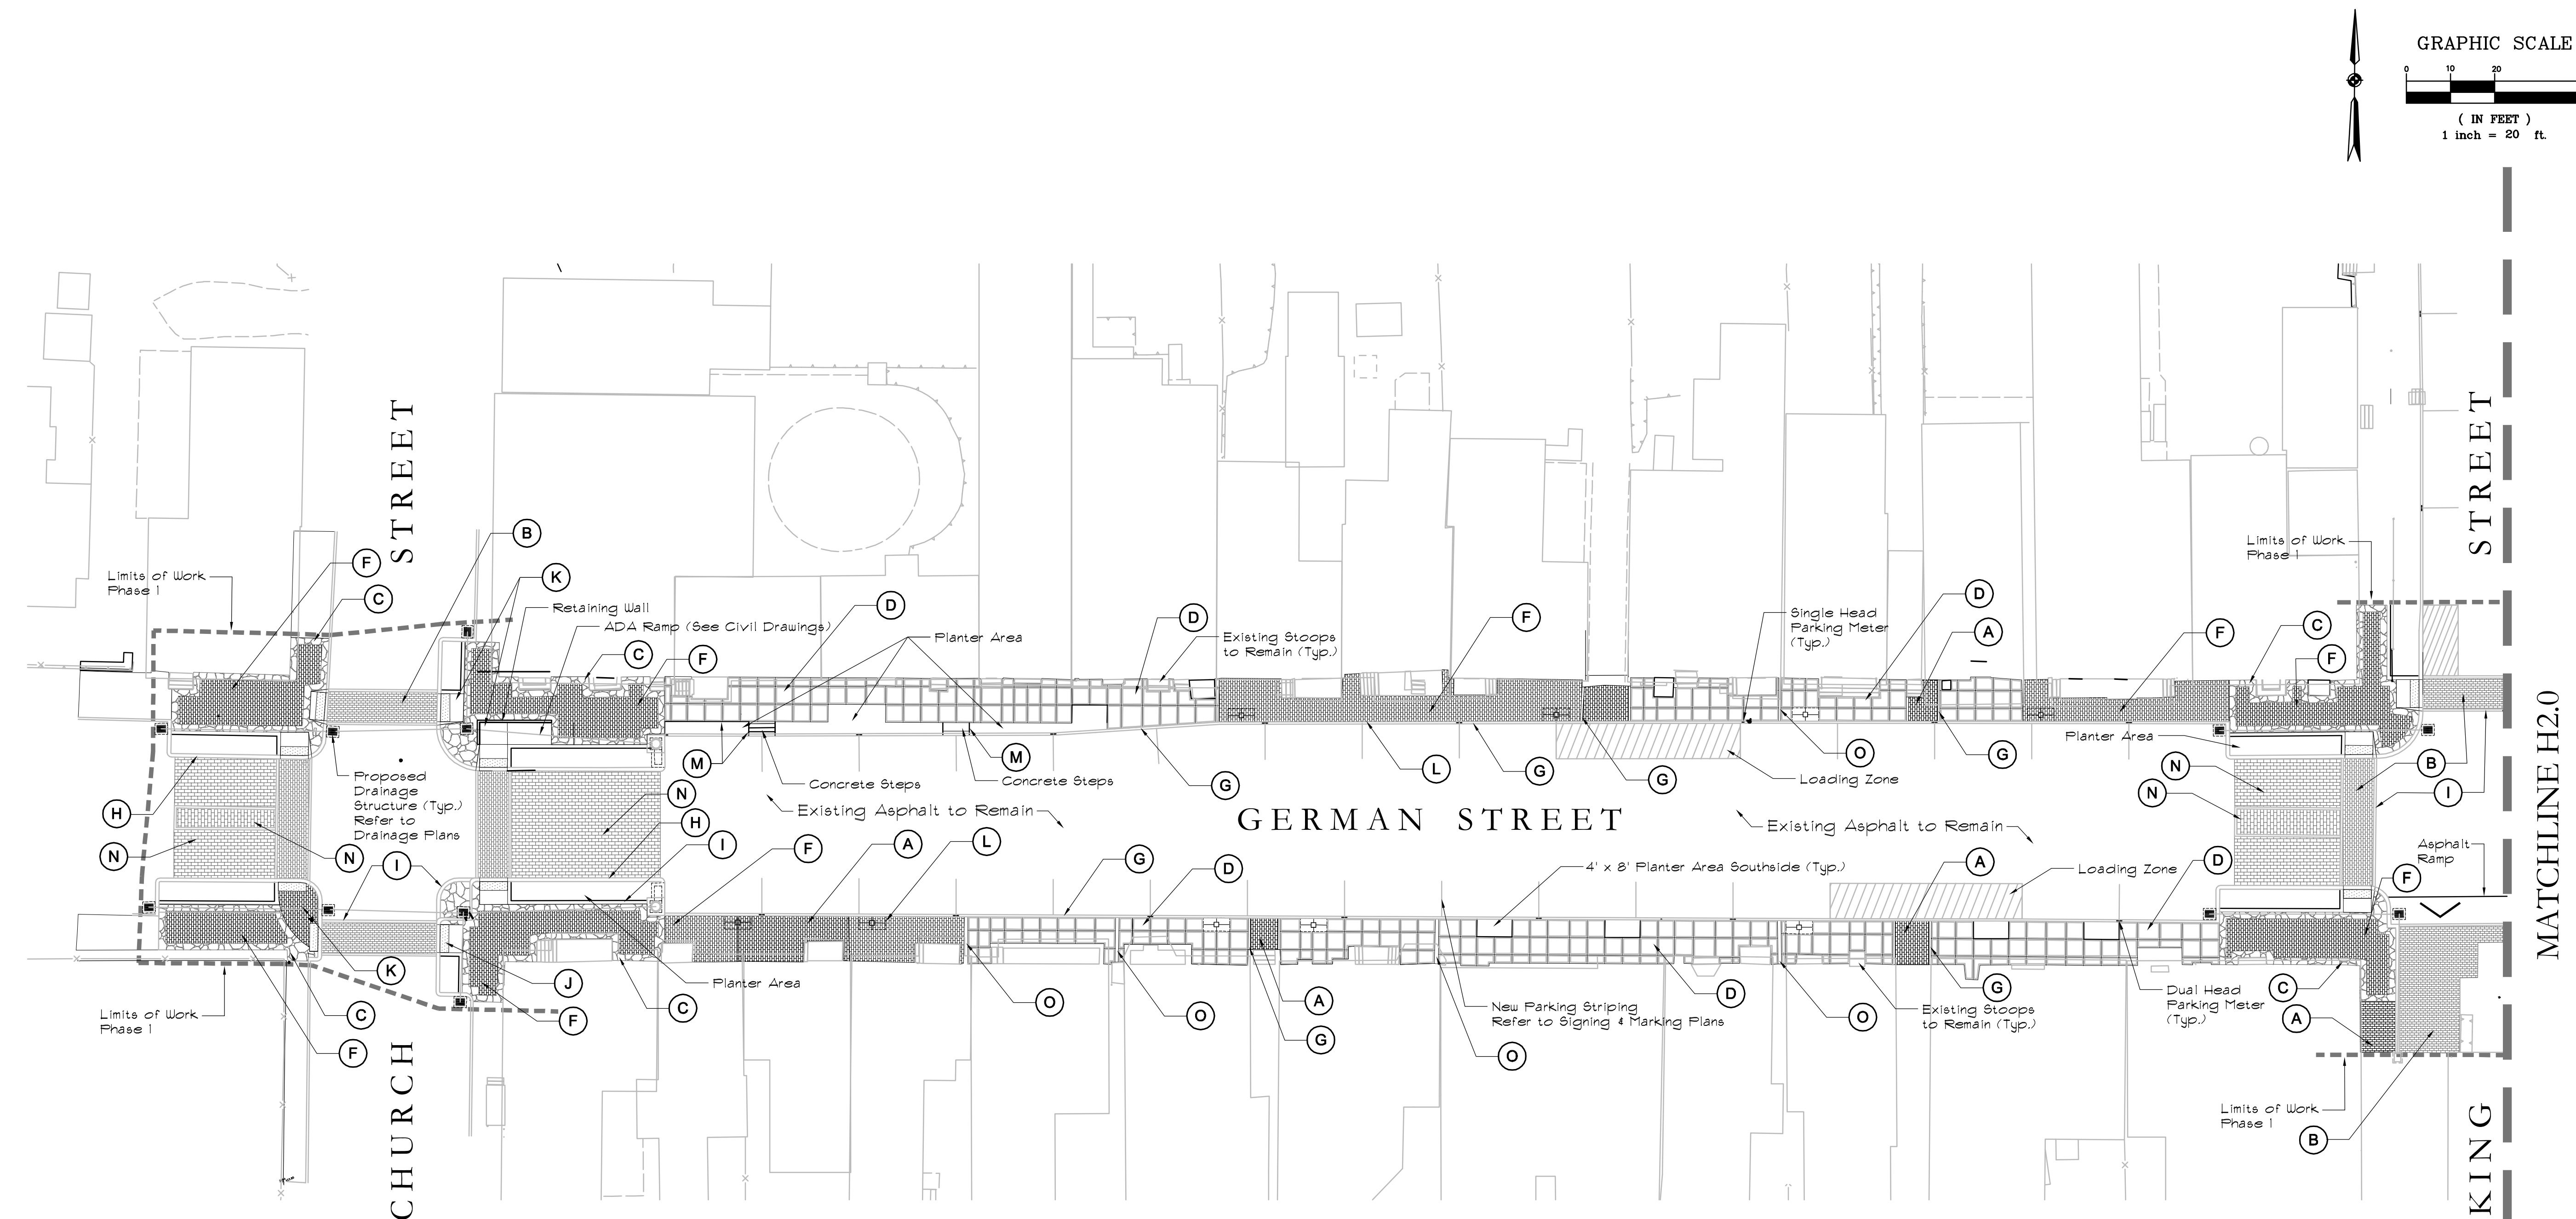 GRAPHIC SCALE
0 10 20
( IN FEET )
1 inch = 20 ft.
STREET
STREET
B
F
K
C
Limits of Work
Phase 1
Retaining Wall
ADA Ramp (See Civil Drawings)
D
Planter Area
D
Existing Stoops
to Remain (Typ.)
F
Single Head
Parking Meter
(Typ.)
D
A
F
C
F
Limits of Work
Phase 1
C
F
M
Concrete Steps
M
Concrete Steps
G
L
G
G
Loading Zone
O
G
Planter Area
N
N
B
I
MATCHLINE H2.0
H
N
Proposed
Drainage
Structure (Typ.)
Refer to
Drainage Plans
N
I
N
H
I
Existing Asphalt to Remain
GERMAN STREET
Existing Asphalt to Remain
Asphalt
Ramp
F
A
L
G
D
4' x 8' Planter Area Southside (Typ.)
A
Loading Zone
D
F
K
J
Planter Area
Limits of Work
Phase 1
C
F
F
C
O
O
A
G
New Parking Striping
Refer to Signing & Marking Plans
O
D
O
Existing Stoops
to Remain (Typ.)
G
Dual Head
Parking Meter
(Typ.)
C
A
Limits of Work
Phase 1
B
CHURCH
KING